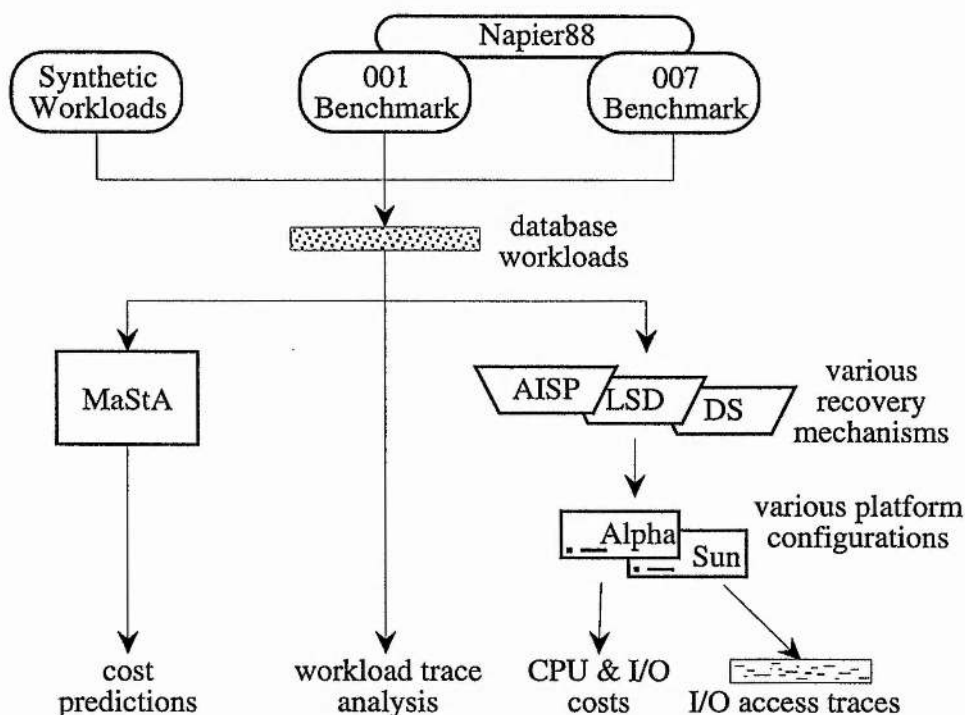 Napier88
Synthetic
Workloads
001
Benchmark
007
Benchmark
database
workloads
MaStA
AISP
LSD
DS
various
recovery
mechanisms
Alpha
Sun
various platform
configurations
cost
predictions
workload trace
analysis
CPU & I/O
costs
I/O access traces